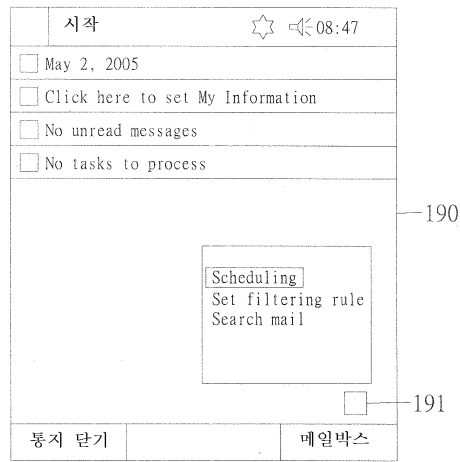 시작 08:47
May 2, 2005
Click here to set My Information
No unread messages
No tasks to process
190
Scheduling
Set filtering rule
Search mail
191
통지 닫기 메일박스